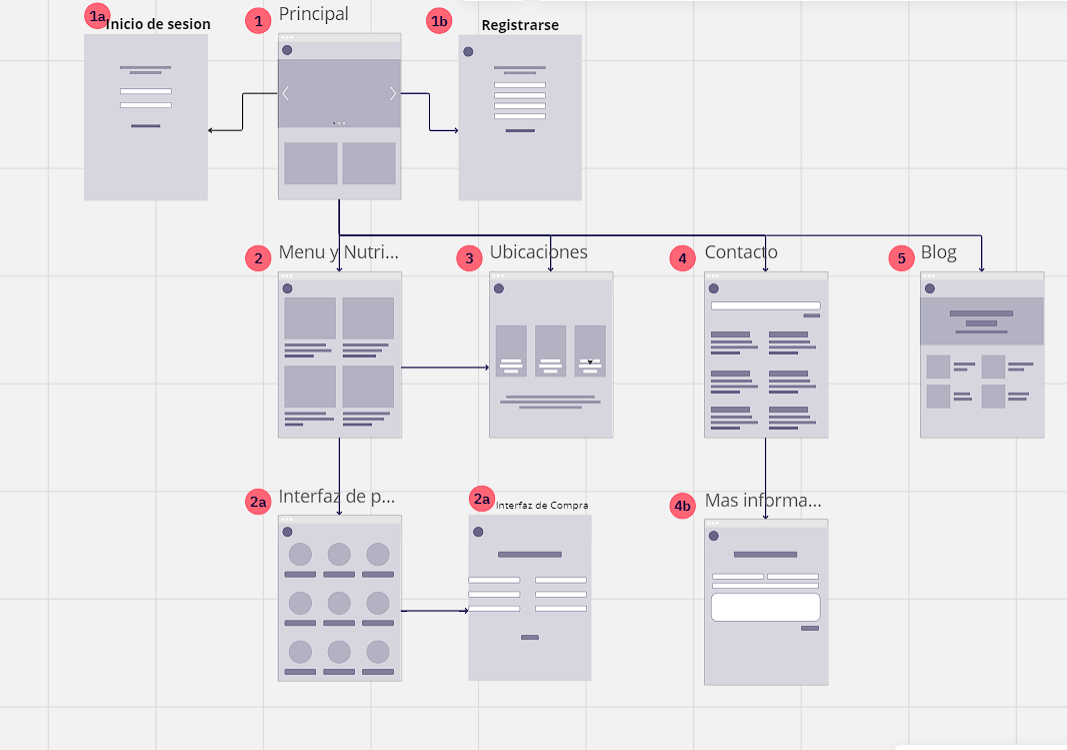 1a
Inicio de sesion
1
Principal
1b
Registrarse
2
Menu y Nutri...
3
Ubicaciones
4
Contacto
5
Blog
2a
Interfaz de p...
2a
Interfaz de Compra
4b
Mas informa...